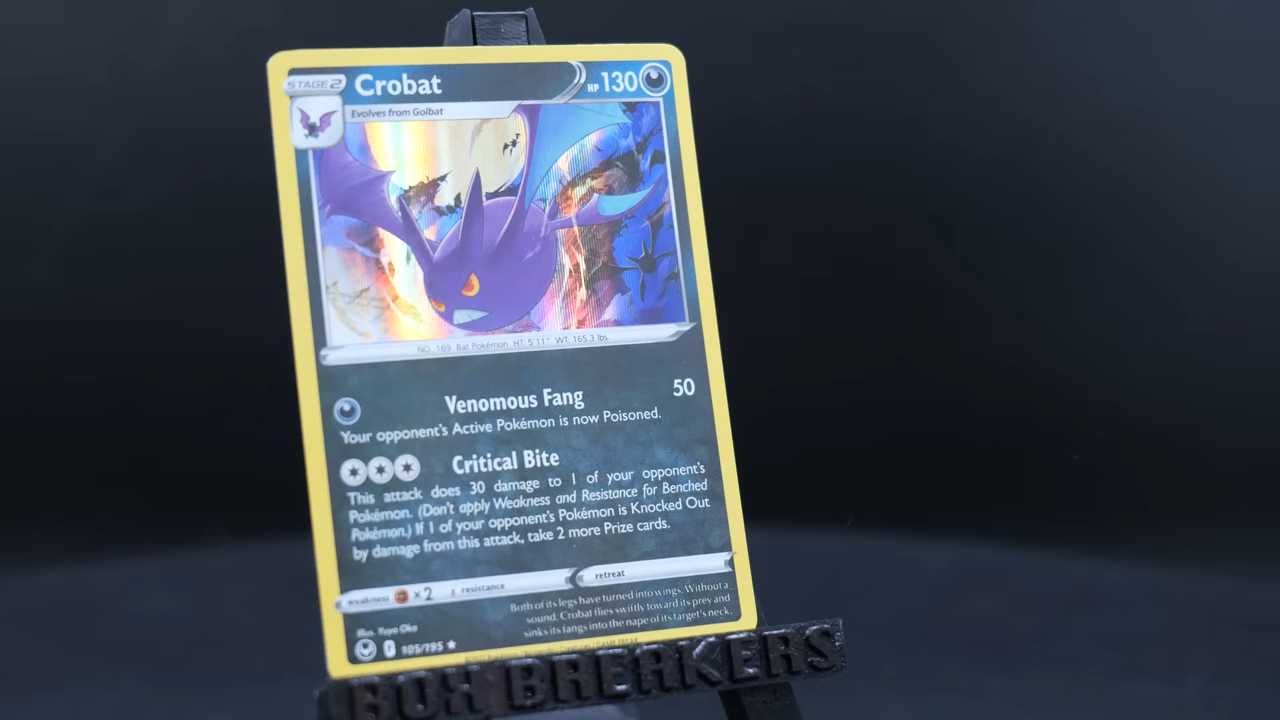 STAGE 2 Crobat HP 130
Evolves from Golbat
NO. 169 Bat Pokémon HT: 5'11" WT: 165.3 lbs.
Venomous Fang 50
Your opponent's Active Pokémon is now Poisoned.
Critical Bite
This attack does 30 damage to 1 of your opponent's
Pokémon. (Don't apply Weakness and Resistance for Benched
Pokémon.) If 1 of your opponent's Pokémon is Knocked Out
by damage from this attack, take 2 more Prize cards.
weakness ×2 resistance retreat
Both of its legs have turned into wings. Without a
sound, Crobat flies swiftly toward its prey and
sinks its fangs into the nape of its target's neck.
Illus. Yuya Oka
105/195
GAME FREAK
BOX BREAKERS